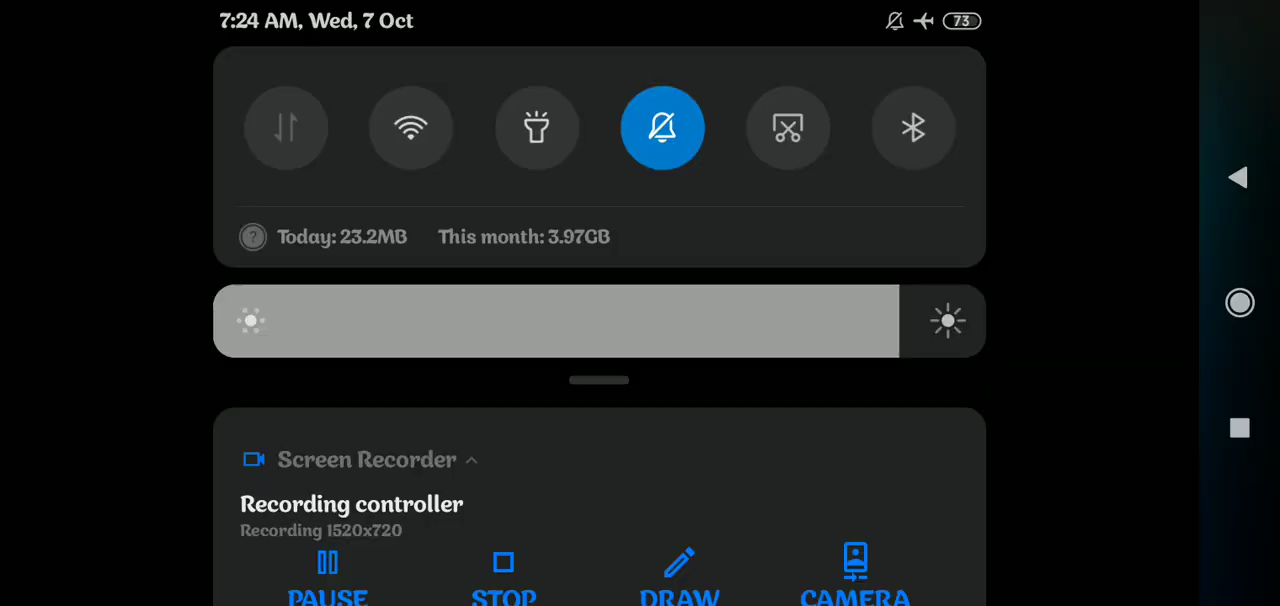 7:24 AM, Wed, 7 Oct
73
Today: 23.2MB This month: 3.97GB
Screen Recorder
Recording controller
Recording 1520x720
PAUSE STOP DRAW CAMERA